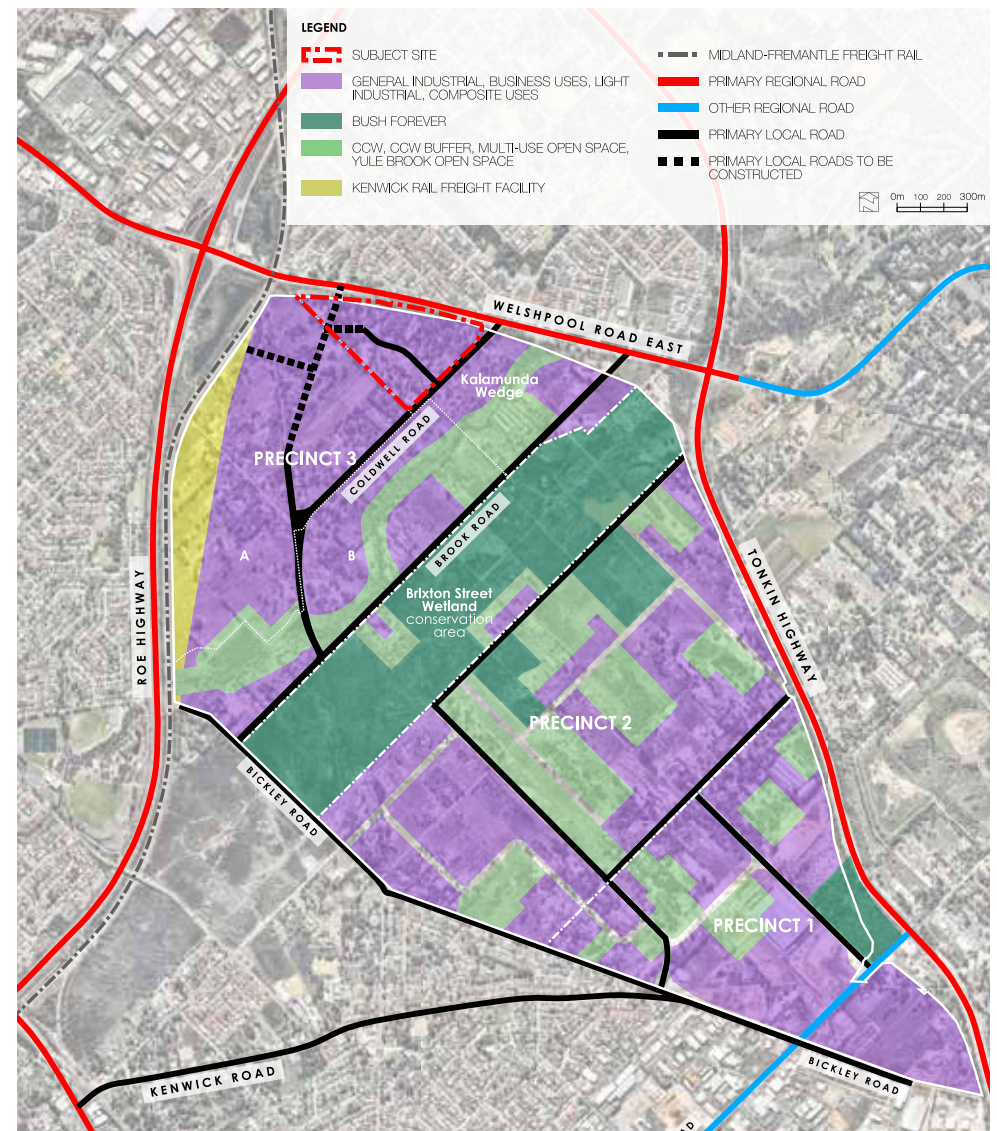 LEGEND
SUBJECT SITE
GENERAL INDUSTRIAL, BUSINESS USES, LIGHT
INDUSTRIAL, COMPOSITE USES
BUSH FOREVER
CCW, CCW BUFFER, MULTI-USE OPEN SPACE,
YULE BROOK OPEN SPACE
KENWICK RAIL FREIGHT FACILITY
MIDLAND-FREMANTLE FREIGHT RAIL
PRIMARY REGIONAL ROAD
OTHER REGIONAL ROAD
PRIMARY LOCAL ROAD
PRIMARY LOCAL ROADS TO BE
CONSTRUCTED
0m 100 200 300m
WELSHPOOL ROAD EAST
Kalamunda
Wedge
PRECINCT 3
COLDWELL ROAD
A
B
BROOK ROAD
Brixton Street
Wetland
conservation
area
ROE HIGHWAY
TONKIN HIGHWAY
PRECINCT 2
BICKLEY ROAD
PRECINCT 1
KENWICK ROAD
BICKLEY ROAD